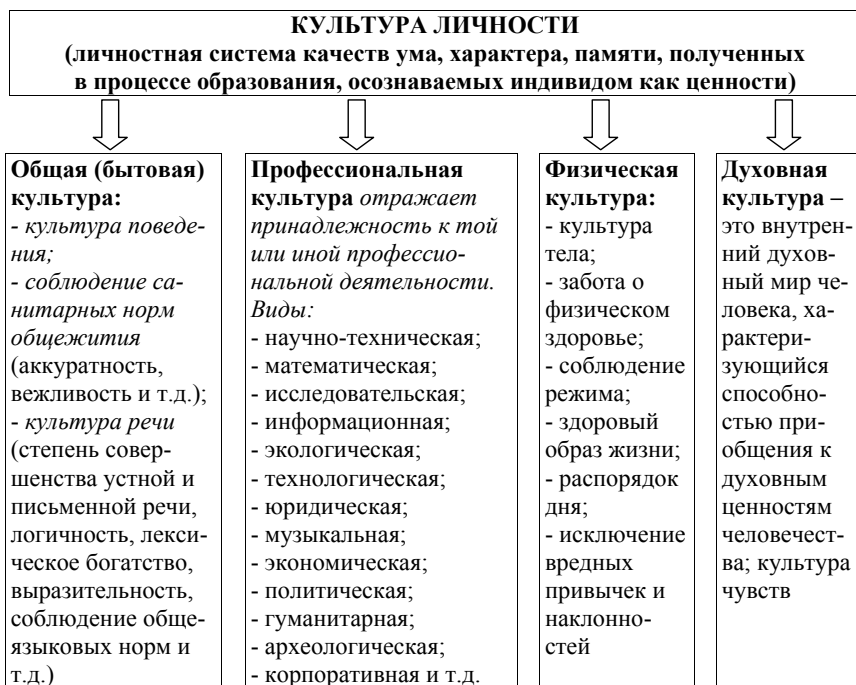 КУЛЬТУРА ЛИЧНОСТИ
(личностная система качеств ума, характера, памяти, полученных
в процессе образования, осознаваемых индивидом как ценности)
Общая (бытовая)
культура:
- культура поведе-
ния;
- соблюдение са-
нитарных норм
общежития
(аккуратность,
вежливость и т.д.);
- культура речи
(степень совер-
шенства устной и
письменной речи,
логичность, лекси-
ческое богатство,
выразительность,
соблюдение обще-
языковых норм и
т.д.)
Профессиональная
культура отражает
принадлежность к той
или иной профессио-
нальной деятельности.
Виды:
- научно-техническая;
- математическая;
- исследовательская;
- информационная;
- экологическая;
- технологическая;
- юридическая;
- музыкальная;
- экономическая;
- политическая;
- гуманитарная;
- археологическая;
- корпоративная и т.д.
Физическая
культура:
- культура
тела;
- забота о
физическом
здоровье;
- соблюдение
режима;
- здоровый
образ жизни;
- распорядок
дня;
- исключение
вредных
привычек и
наклонно-
стей
Духовная
культура –
это внутрен-
ний духов-
ный мир че-
ловека, ха-
рактери-
зующийся
способно-
стью при-
общения к
духовным
ценностям
человечест-
ва; культура
чувств